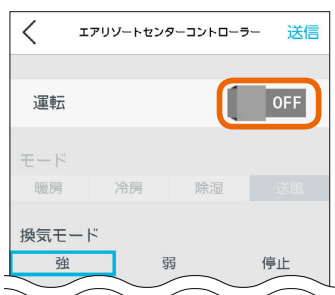 エアリゾートセンターコントローラー 送信
運転 OFF
モード
暖房 冷房 除湿 送風
換気モード
強 弱 停止